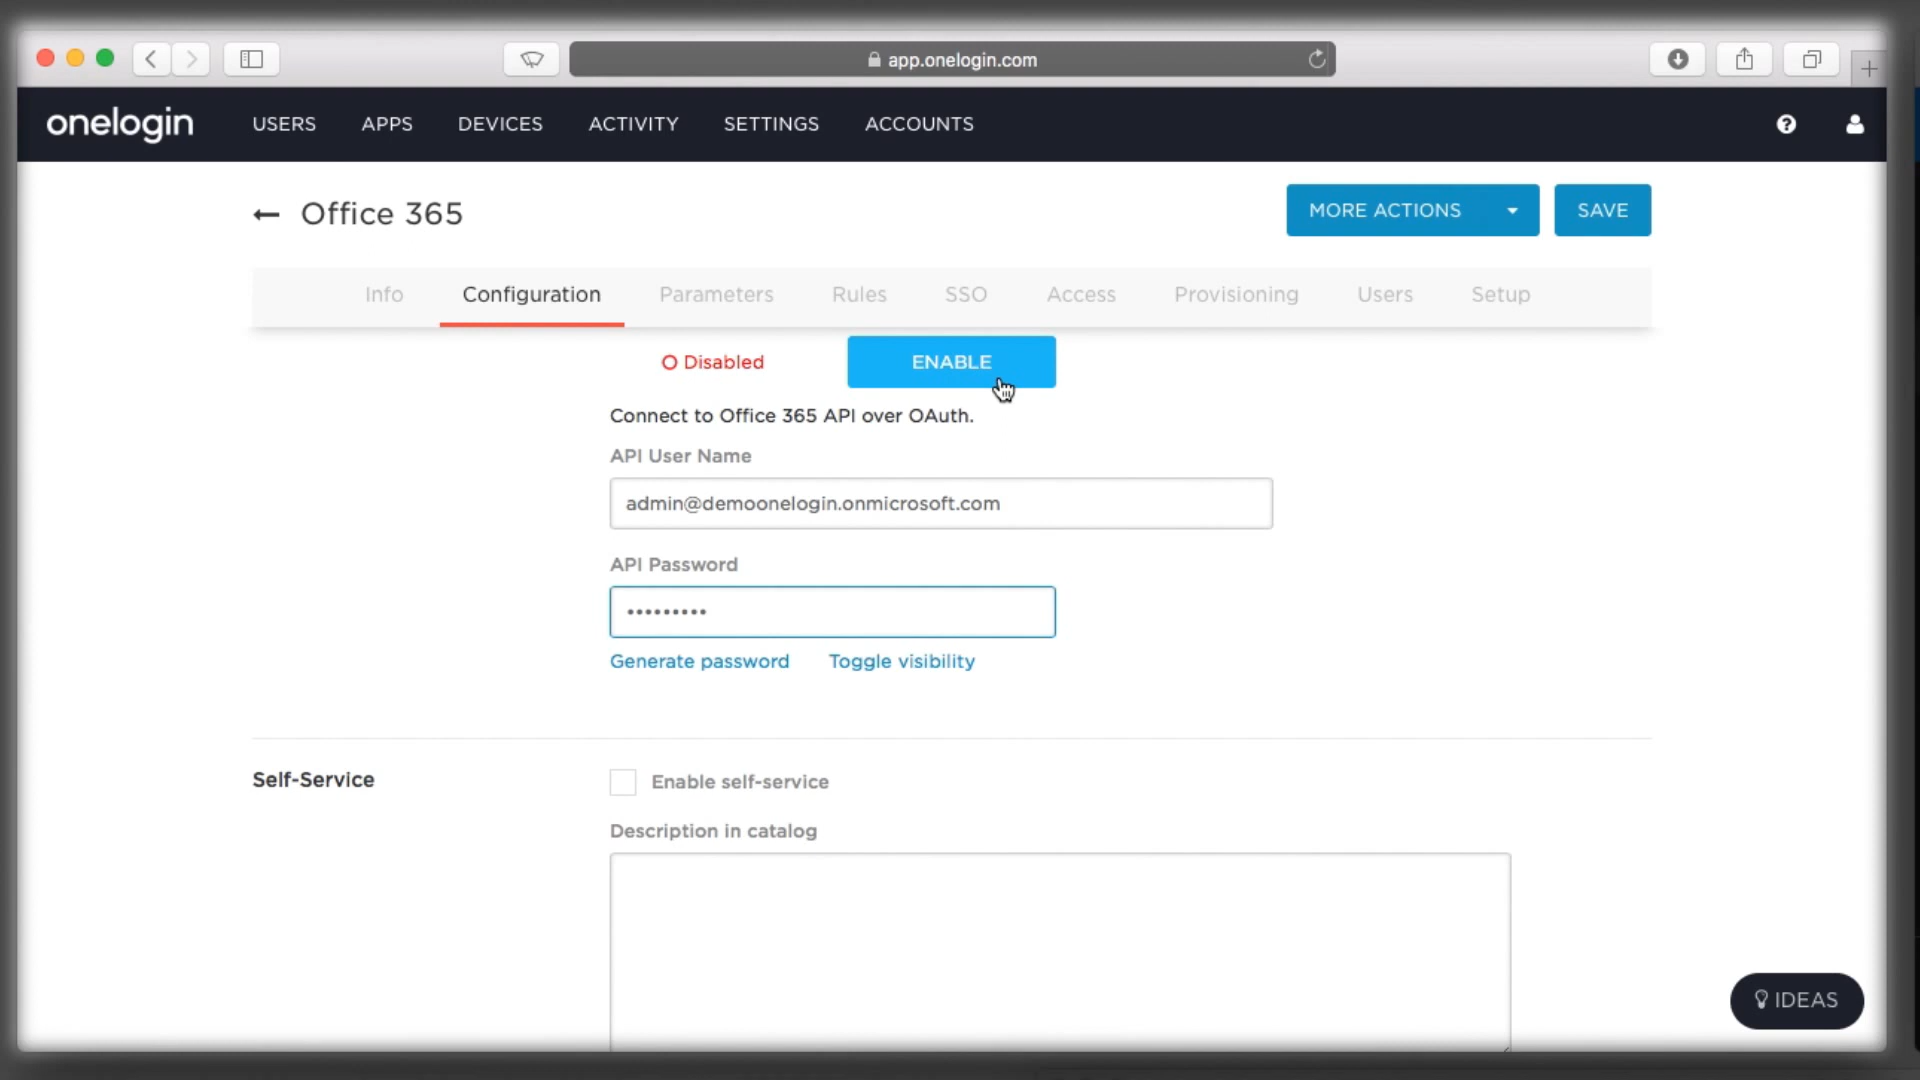 app.onelogin.com
onelogin USERS APPS DEVICES ACTIVITY SETTINGS ACCOUNTS
Office 365 MORE ACTIONS SAVE
Info Configuration Parameters Rules SSO Access Provisioning Users Setup
Disabled ENABLE
Connect to Office 365 API over OAuth.
API User Name
admin@demoonelogin.onmicrosoft.com
API Password
•••••••••
Generate password Toggle visibility
Self-Service Enable self-service
Description in catalog
IDEAS